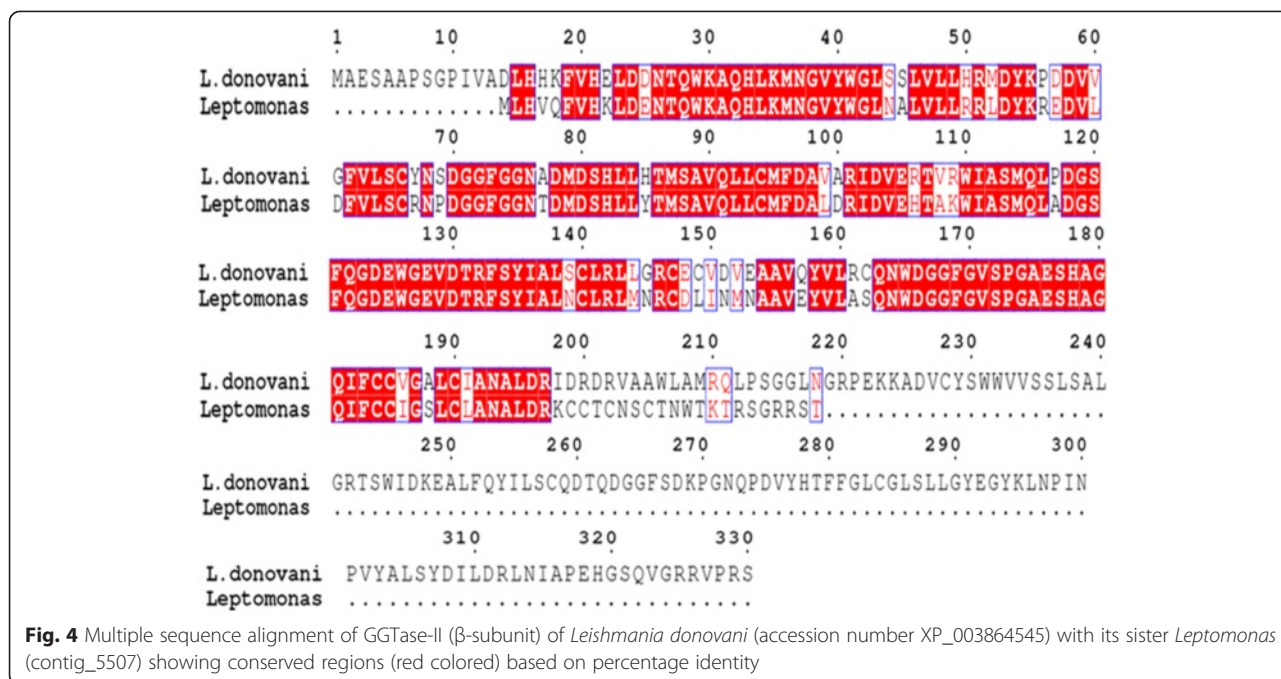 1 10 20 30 40 50 60
L.donovani MAESAAPSGPIVADLHHKFVHELDDNTQWKAQHLKMNGVYWGLSSLVLLHRMDYKPDDVV
Leptomonas .............MLHVQFVHKLDENTQWKAQHLKMNGVYWGLNALVLLRRLDYKREDVL
70 80 90 100 110 120
L.donovani GFVLSCYNSDGGFGGNADMDSHLLHTMSAVQLLCMFDAVARIDVERTVRWIASMQLPDGS
Leptomonas DFVLSCRNPDGGFGGNTDMDSHLLYTMSAVQLLCMFDALDRIDVEHTAKWIASMQLADGS
130 140 150 160 170 180
L.donovani FQGDEWGEVDTRFSYIALSCLRLLGRCECVDVEAAVQYVLRCQNWDGGFGVSPGAESHAG
Leptomonas FQGDEWGEVDTRFSYIALNCLRLMNRCDLINMNAAVEYVLASQNWDGGFGVSPGAESHAG
190 200 210 220 230 240
L.donovani QIFCCVGALCIANALDRIDRDRVAAWLAMRQLPSGGLNGRPEKKADVCYSWWVVSSLSAL
Leptomonas QIFCCIGSLCLANALDRKCCTCNSCTNWTKTRSGRRST......................
250 260 270 280 290 300
L.donovani GRTSWIDKEALFQYILSCQDTQDGGFSDKPGNQPDVYHTFFGLCGLSLLGYEGYKLNPIN
Leptomonas ............................................................
310 320 330
L.donovani PVYALSYDILDRLNIAPEHGSQVGRRVPRS
Leptomonas ..............................
Fig. 4 Multiple sequence alignment of GGTase-II (β-subunit) of Leishmania donovani (accession number XP_003864545) with its sister Leptomonas
(contig_5507) showing conserved regions (red colored) based on percentage identity